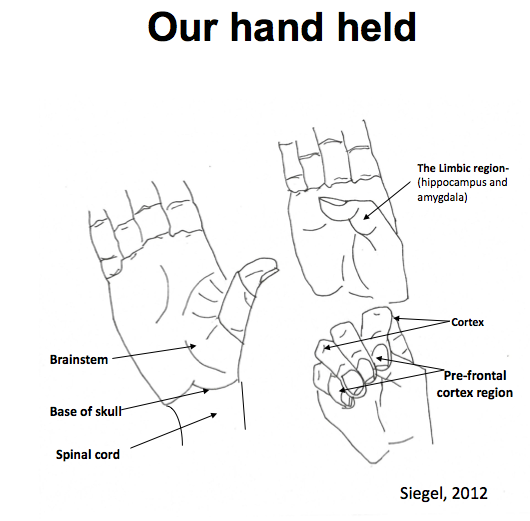 Our hand held
The Limbic region-
(hippocampus and
amygdala)
Cortex
Brainstem
Pre-frontal
cortex region
Base of skull
Spinal cord
Siegel, 2012